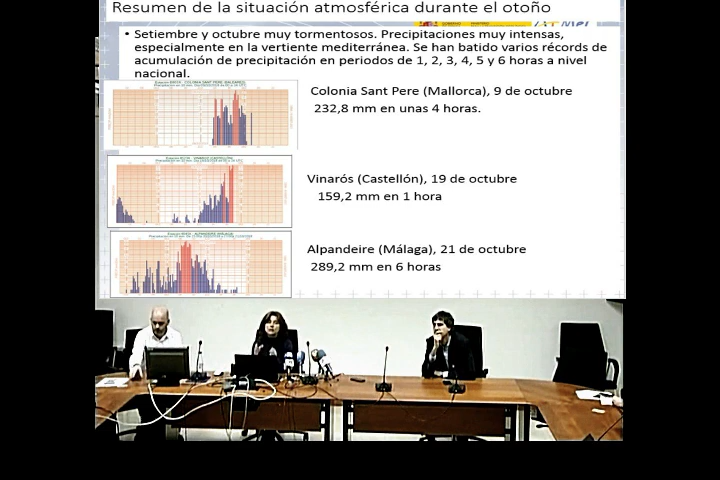 Resumen de la situación atmosférica durante el otoño
• Setiembre y octubre muy tormentosos. Precipitaciones muy intensas,
especialmente en la vertiente mediterránea. Se han batido varios récords de
acumulación de precipitación en periodos de 1, 2, 3, 4, 5 y 6 horas a nivel
nacional.
Colonia Sant Pere (Mallorca), 9 de octubre
232,8 mm en unas 4 horas.
Vinarós (Castellón), 19 de octubre
159,2 mm en 1 hora
Alpandeire (Málaga), 21 de octubre
289,2 mm en 6 horas